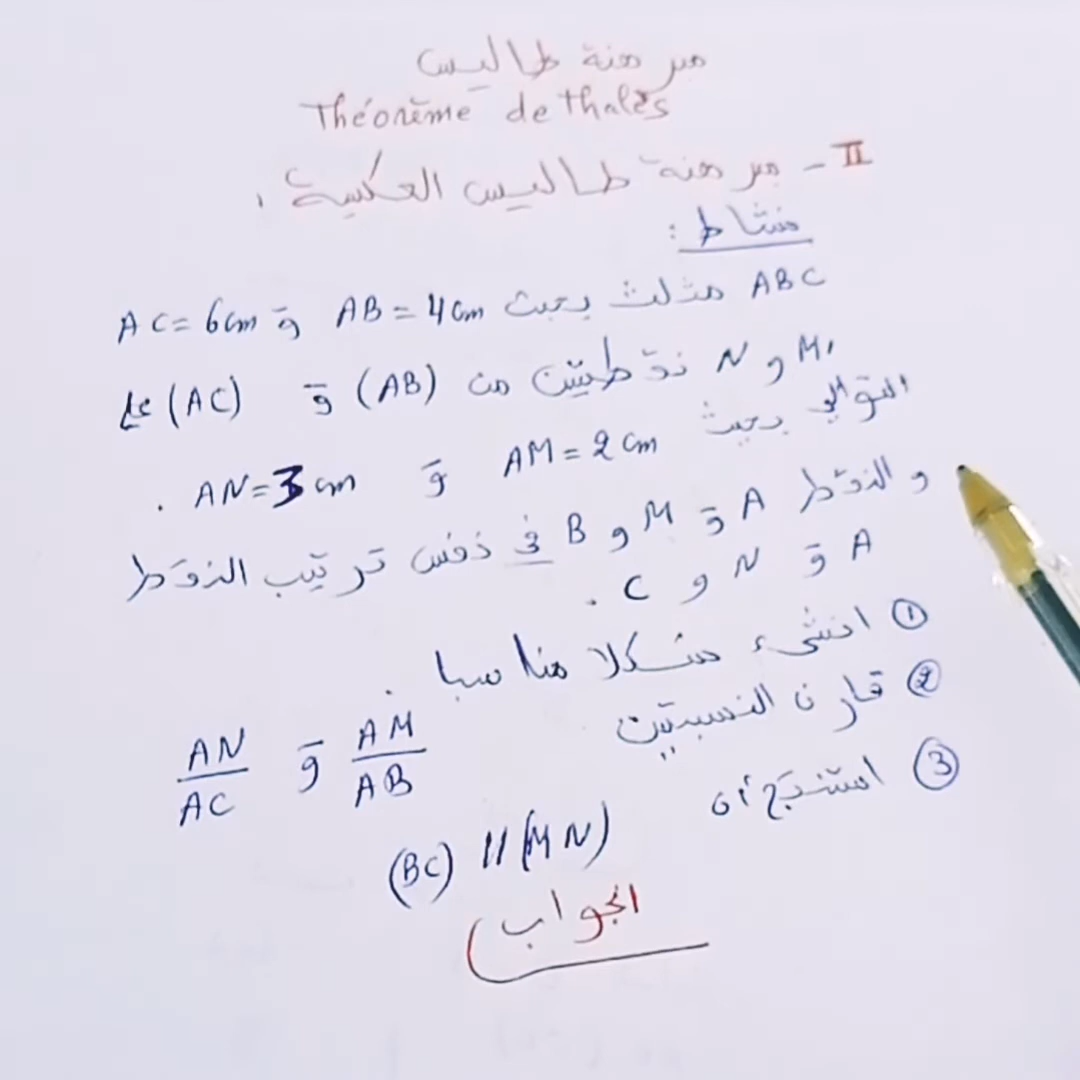 مبرهنة طاليس
Théorème de thalès
II - مبرهنة طاليس العكسية:
نشاط:
ABC مثلث بحيث AB = 4cm و AC = 6cm
M و N نقطتين من (AB) و (AC) على
التوالي بحيث AM = 2cm و AN = 3cm .
و النقط A و M و B في نفس ترتيب النقط
A و N و C .
① انشىء شكلا مناسبا .
② قارن النسبتين AM/AB و AN/AC
③ استنتج أن (BC) // (MN)
الجواب